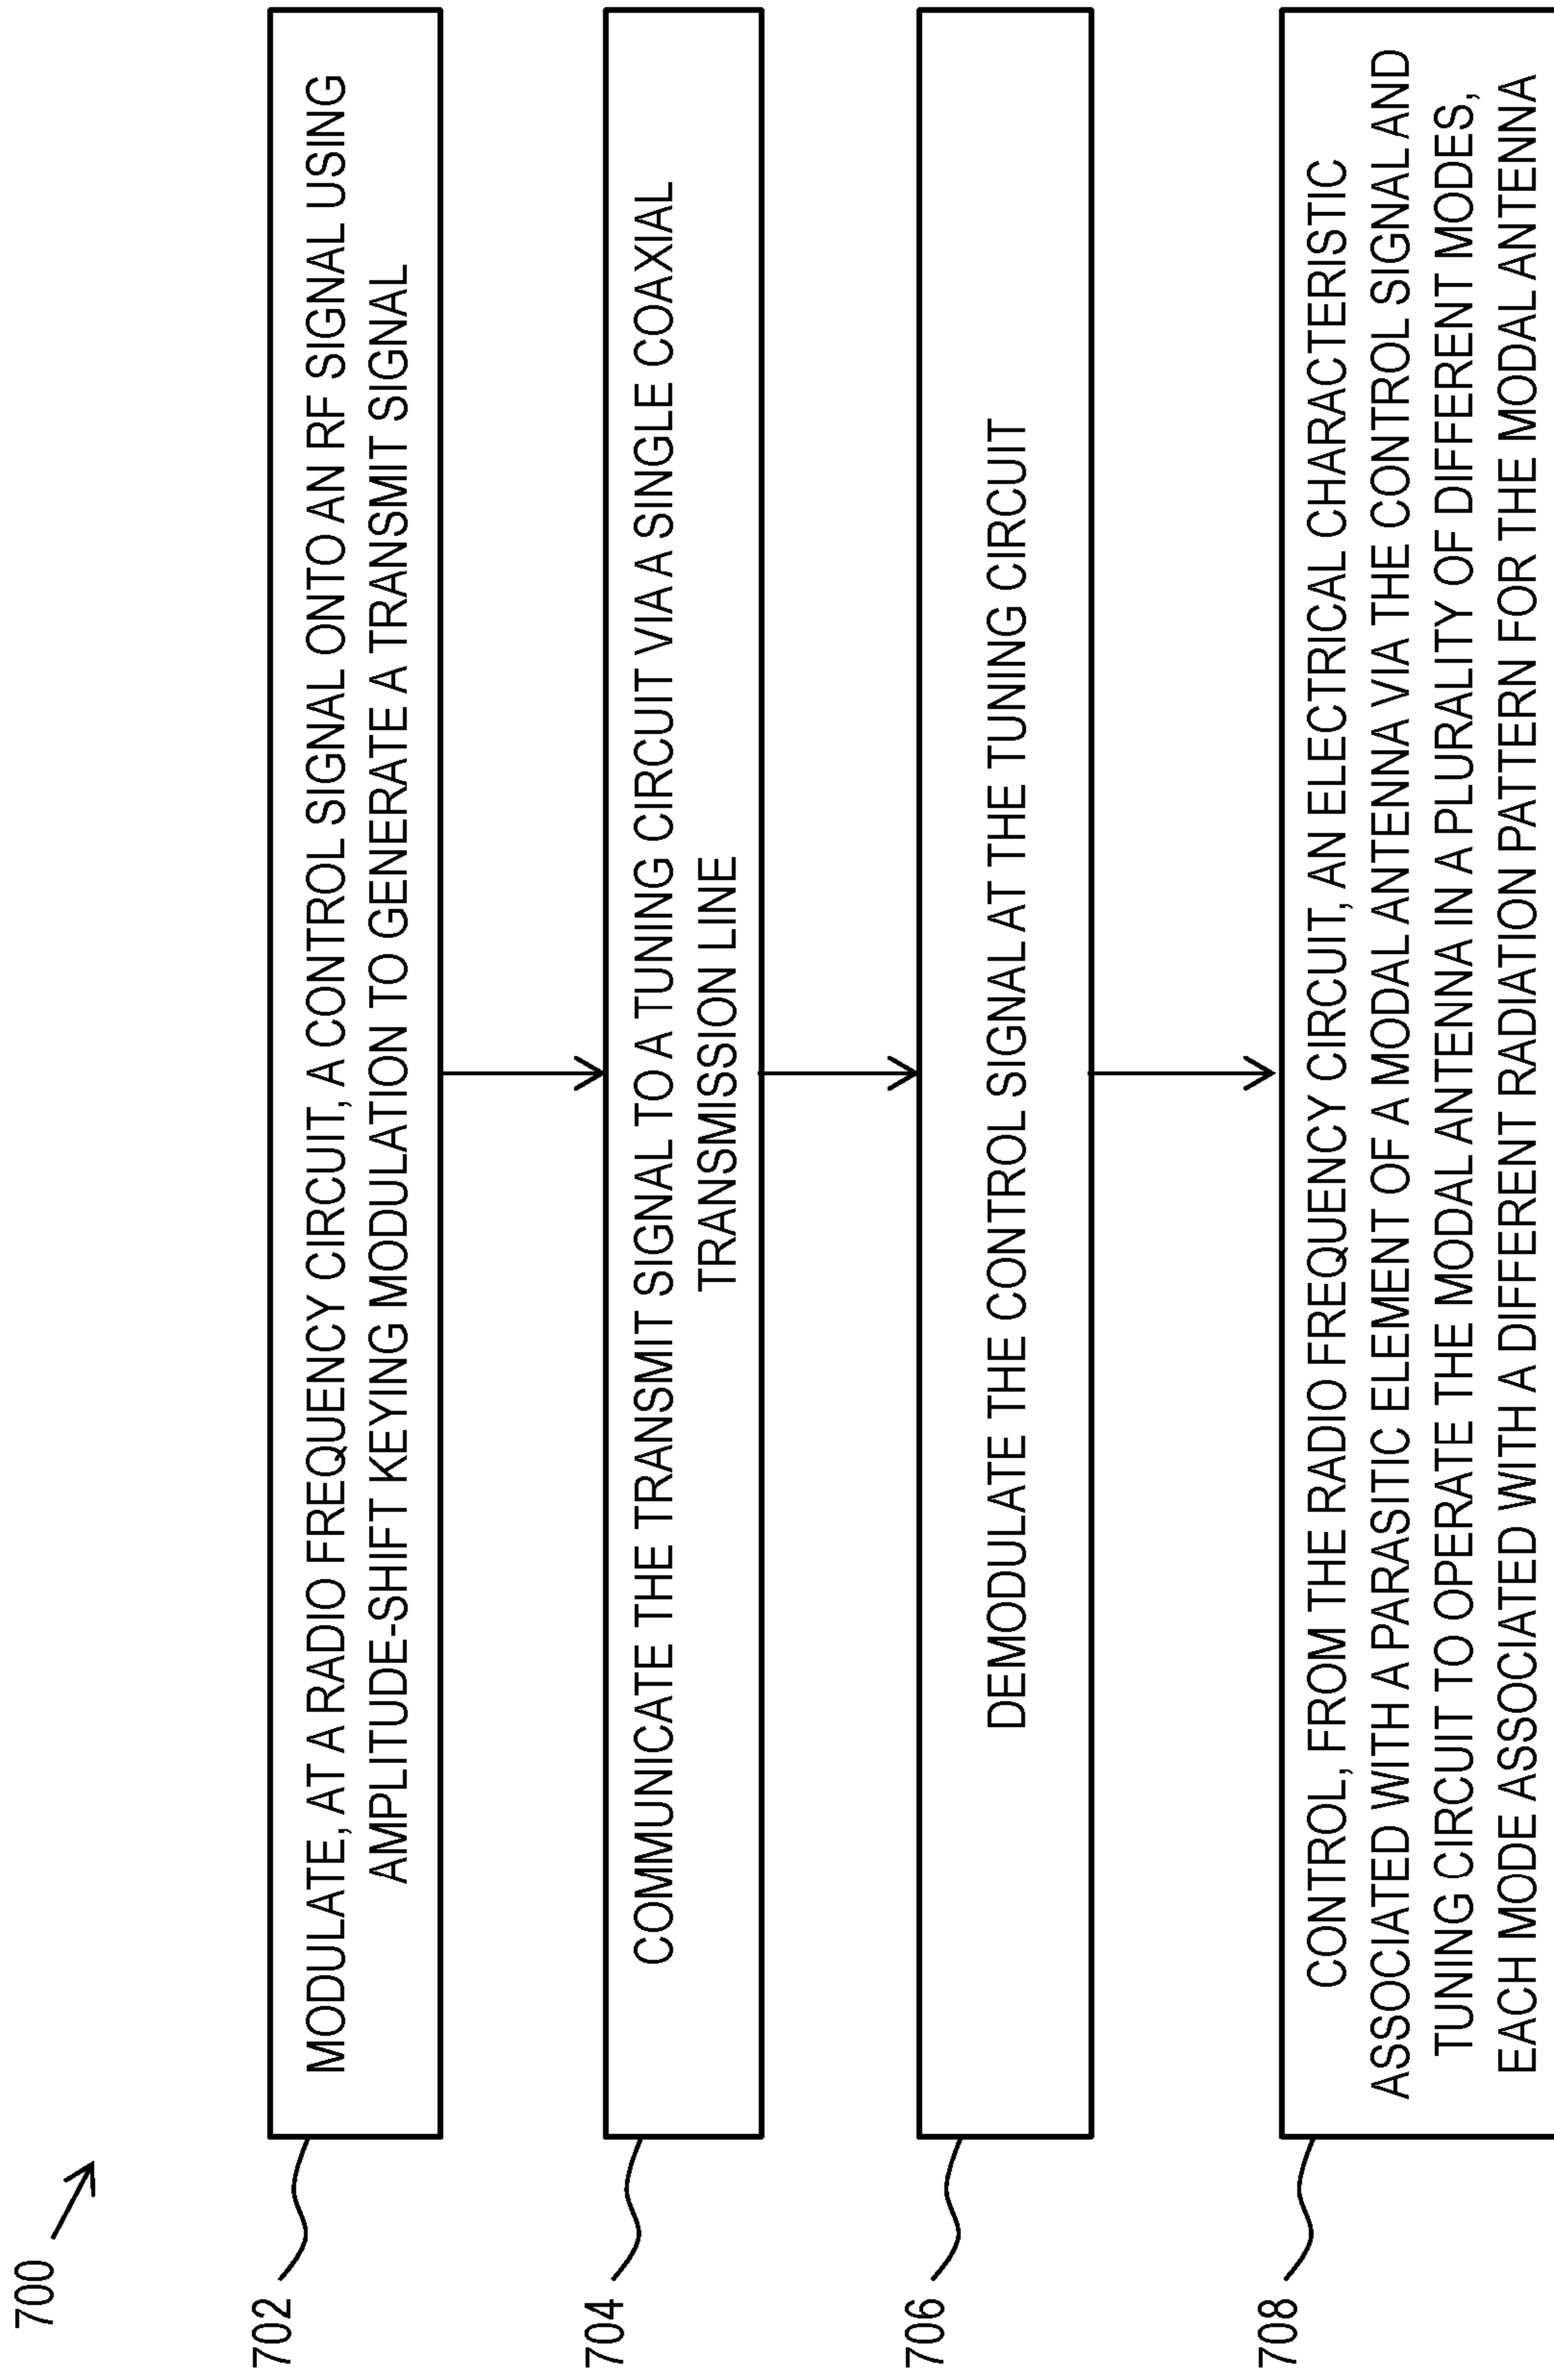 700
702
MODULATE, AT A RADIO FREQUENCY CIRCUIT, A CONTROL SIGNAL ONTO AN RF SIGNAL USING
AMPLITUDE-SHIFT KEYING MODULATION TO GENERATE A TRANSMIT SIGNAL
704
COMMUNICATE THE TRANSMIT SIGNAL TO A TUNING CIRCUIT VIA A SINGLE COAXIAL
TRANSMISSION LINE
706
DEMODULATE THE CONTROL SIGNAL AT THE TUNING CIRCUIT
708
CONTROL, FROM THE RADIO FREQUENCY CIRCUIT, AN ELECTRICAL CHARACTERISTIC
ASSOCIATED WITH A PARASITIC ELEMENT OF A MODAL ANTENNA VIA THE CONTROL SIGNAL AND
TUNING CIRCUIT TO OPERATE THE MODAL ANTENNA IN A PLURALITY OF DIFFERENT MODES,
EACH MODE ASSOCIATED WITH A DIFFERENT RADIATION PATTERN FOR THE MODAL ANTENNA